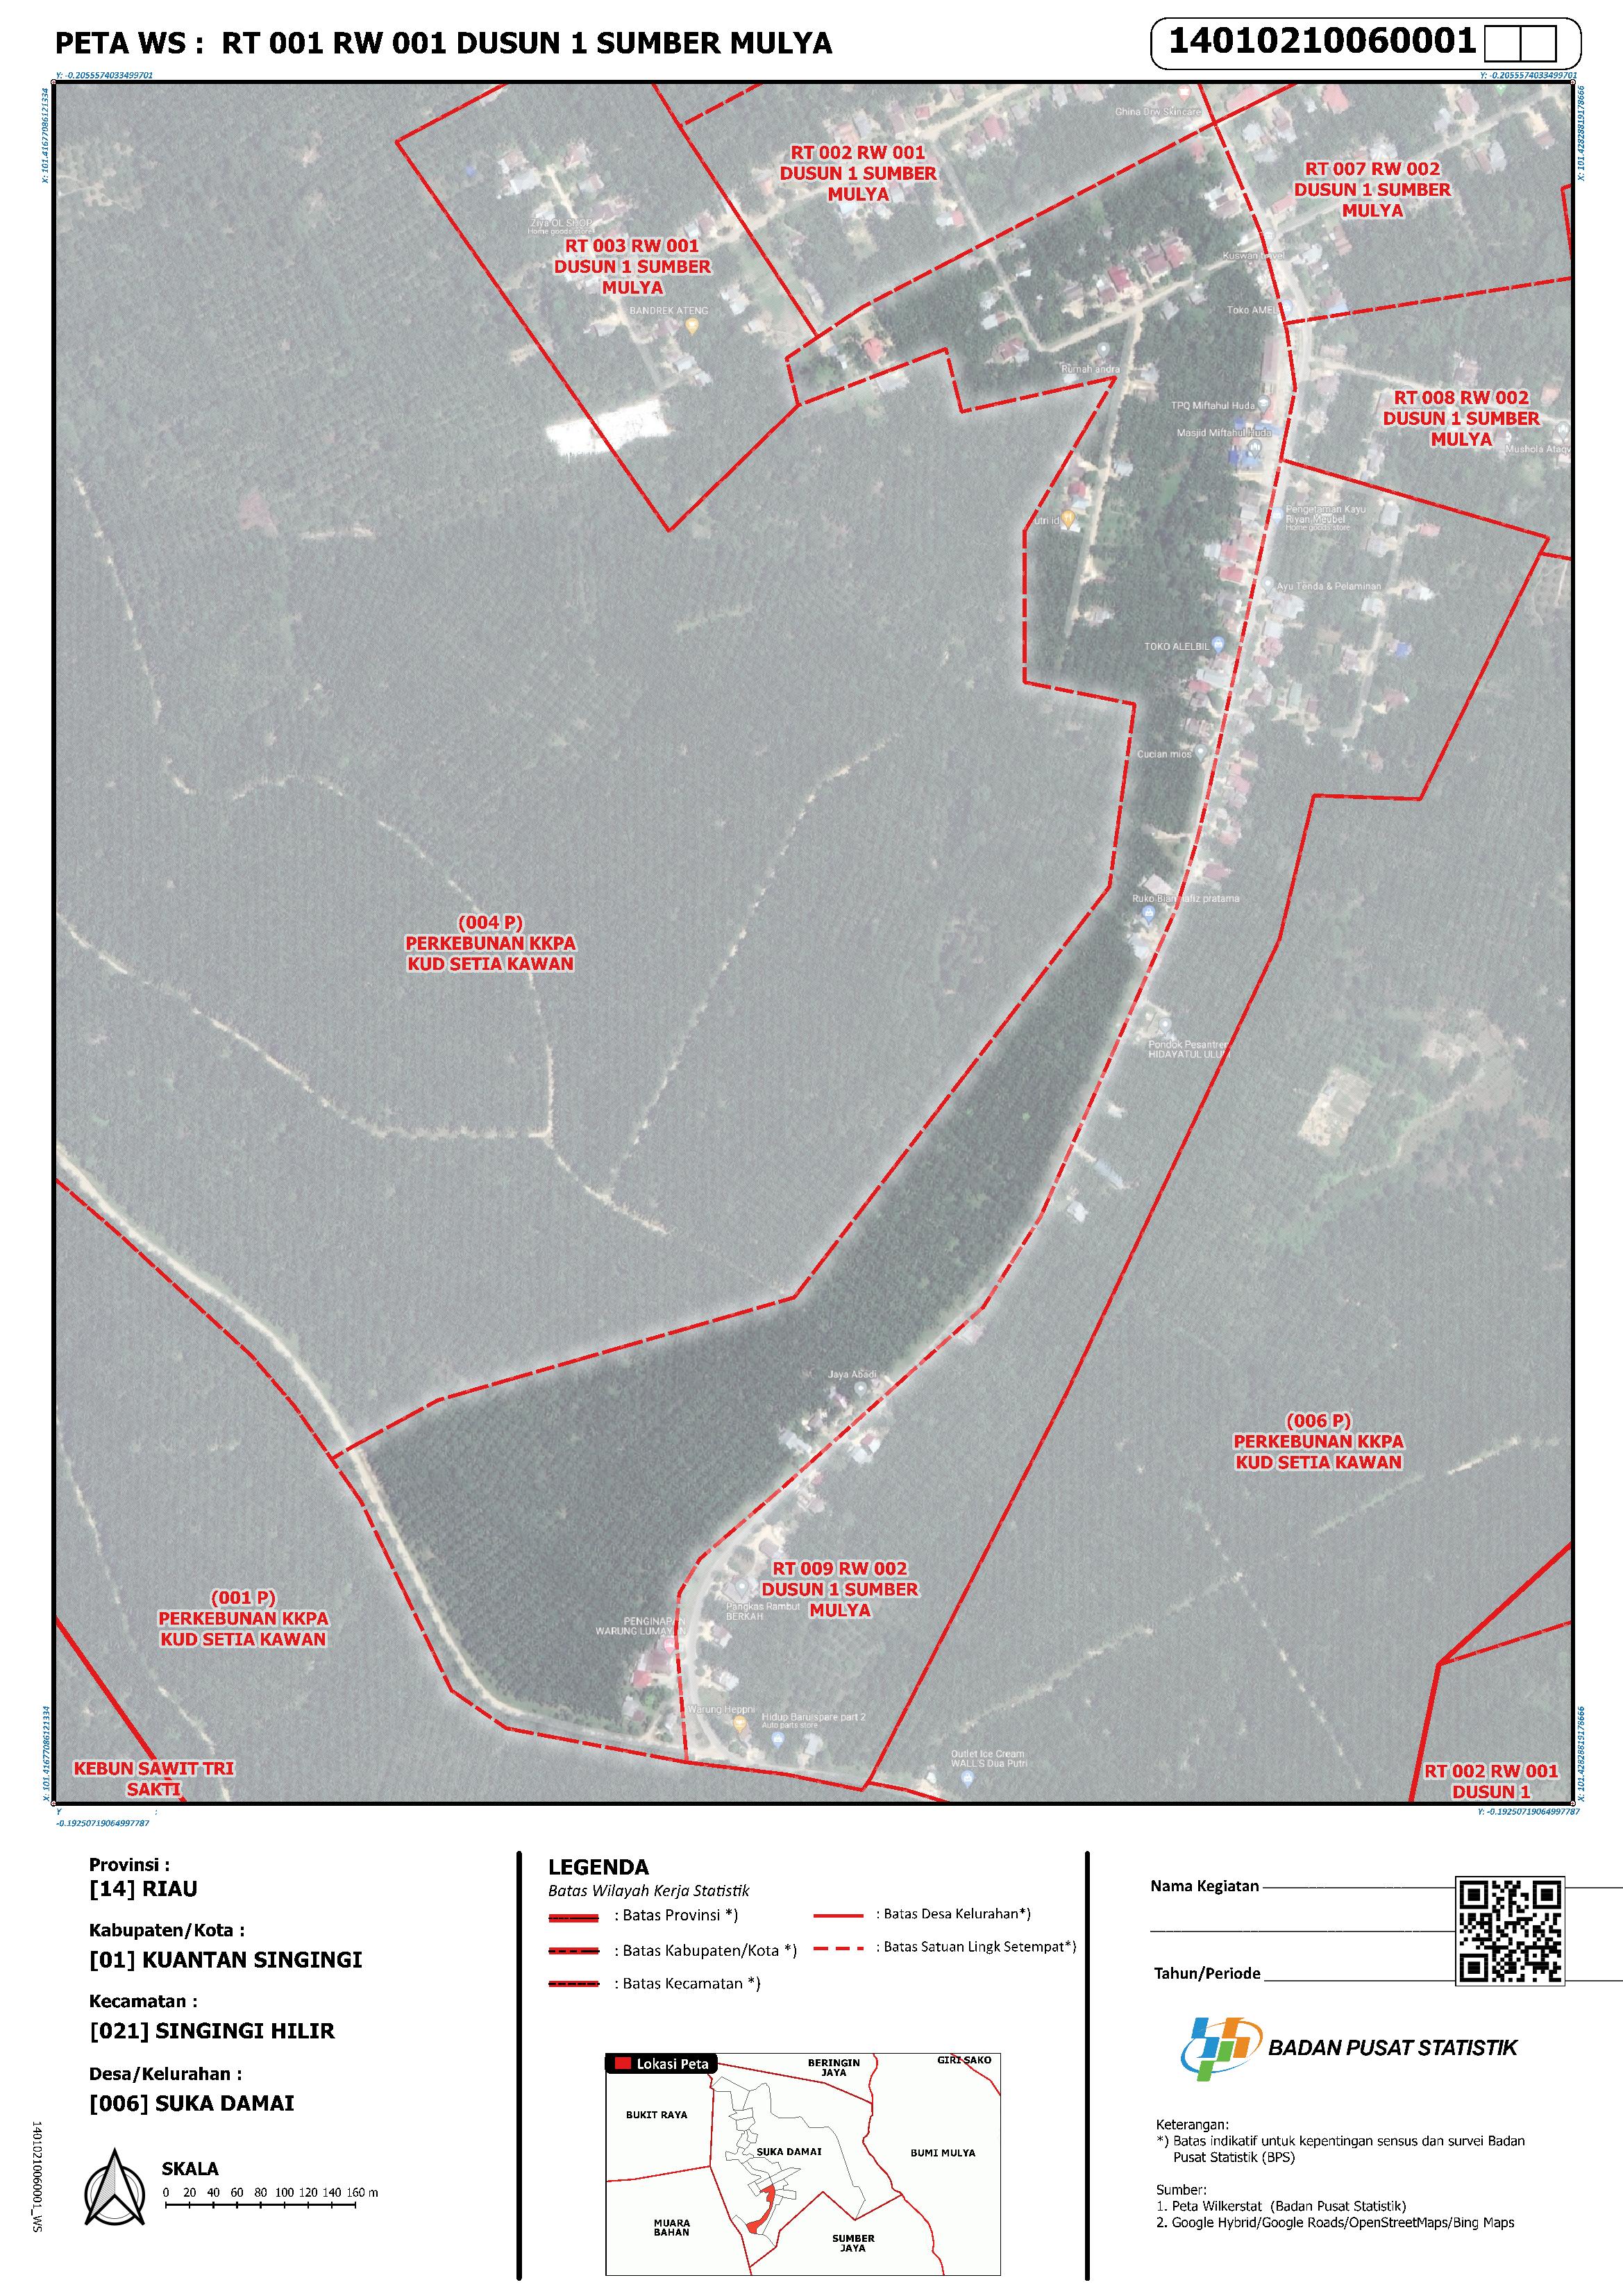 PETA WS : RT 001 RW 001 DUSUN 1 SUMBER MULYA
14010210060001
Y: -0.2055574033499701
Y: -0.2055574033499701
X: 101.41677086121334
X: 101.42828819178666
Ghina Drw Skincare
RT 002 RW 001
DUSUN 1 SUMBER
MULYA
RT 007 RW 002
DUSUN 1 SUMBER
MULYA
Ziya OL SHOP
Home goods store
RT 003 RW 001
DUSUN 1 SUMBER
MULYA
Kuswan travel
BANDREK ATENG
Toko AMEL
Rumah andra
RT 008 RW 002
DUSUN 1 SUMBER
MULYA
TPQ Miftahul Huda
Masjid Miftahul Huda
Mushola Ataqw
Pengetaman Kayu
Riyan Meubel
Home goods store
utri id
Ayu Tenda & Pelaminan
TOKO ALELBIL
Cucian mios
Ruko Bian hafiz pratama
(004 P)
PERKEBUNAN KKPA
KUD SETIA KAWAN
Pondok Pesantren
HIDAYATUL ULUM
Jaya Abadi
(006 P)
PERKEBUNAN KKPA
KUD SETIA KAWAN
RT 009 RW 002
DUSUN 1 SUMBER
MULYA
Pangkas Rambut
BERKAH
(001 P)
PERKEBUNAN KKPA
KUD SETIA KAWAN
PENGINAPAN
WARUNG LUMAYAN
Warung Heppni
Hidup Baru/spare part 2
Auto parts store
Outlet Ice Cream
WALL'S Dua Putri
KEBUN SAWIT TRI
SAKTI
RT 002 RW 001
DUSUN 1
X: 101.41677086121334
X: 101.42828819178666
Y :
-0.19250719064997787
Y: -0.19250719064997787
Provinsi :
[14] RIAU
Kabupaten/Kota :
[01] KUANTAN SINGINGI
Kecamatan :
[021] SINGINGI HILIR
Desa/Kelurahan :
[006] SUKA DAMAI
SKALA
0 20 40 60 80 100 120 140 160 m
14010210060001_WS
LEGENDA
Batas Wilayah Kerja Statistik
: Batas Provinsi *)
: Batas Desa Kelurahan*)
: Batas Kabupaten/Kota *)
: Batas Satuan Lingk Setempat*)
: Batas Kecamatan *)
Lokasi Peta
BERINGIN
JAYA
GIRI SAKO
BUKIT RAYA
SUKA DAMAI
BUMI MULYA
MUARA
BAHAN
SUMBER
JAYA
Nama Kegiatan
Tahun/Periode
BADAN PUSAT STATISTIK
Keterangan:
*) Batas indikatif untuk kepentingan sensus dan survei Badan
Pusat Statistik (BPS)
Sumber:
1. Peta Wilkerstat (Badan Pusat Statistik)
2. Google Hybrid/Google Roads/OpenStreetMaps/Bing Maps